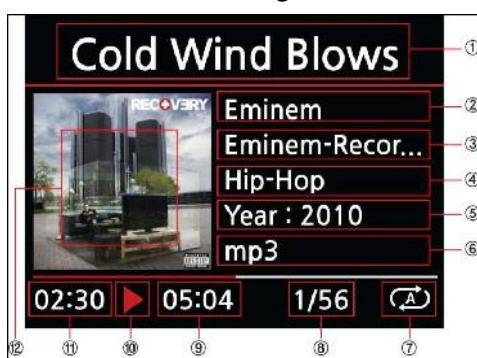 Cold Wind Blows
①
RECOVERY
Eminem
②
Eminem-Recor...
③
Hip-Hop
④
Year : 2010
⑤
mp3
⑥
02:30 05:04 1/56 A
⑫ ⑪ ⑩ ⑨ ⑧ ⑦